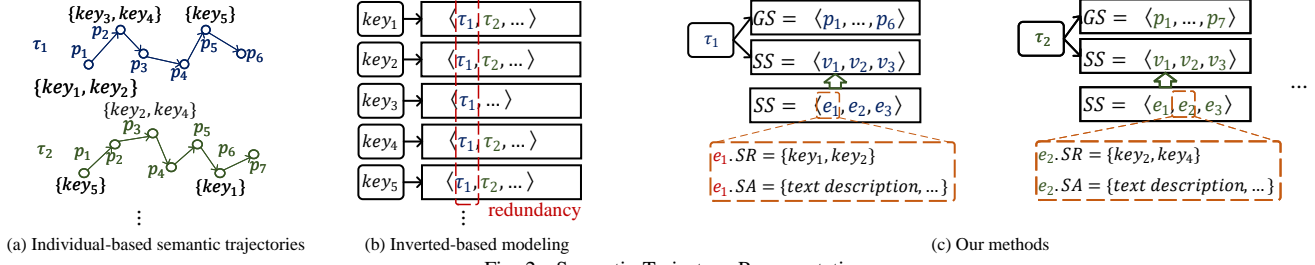 {key₃, key₄} {key₅}
τ₁ p₁ p₂ p₃ p₄ p₅ p₆
{key₁, key₂}
{key₂, key₄}
τ₂ p₁ p₂ p₃ p₄ p₅ p₆ p₇
{key₅} {key₁}
⋮
(a) Individual-based semantic trajectories
key₁ ⟨τ₁, τ₂, … ⟩
key₂ ⟨τ₁, τ₂, … ⟩
key₃ ⟨τ₁, … ⟩
key₄ ⟨τ₁, τ₂, … ⟩
key₅ ⟨τ₁, τ₂, … ⟩
redundancy
⋮
(b) Inverted-based modeling
τ₁
GS = ⟨p₁, … , p₆⟩
SS = ⟨v₁, v₂, v₃⟩
SS = ⟨e₁, e₂, e₃⟩
e₁.SR = {key₁, key₂}
e₁.SA = {text description, …}
τ₂
GS = ⟨p₁, … , p₇⟩
SS = ⟨v₁, v₂, v₃⟩
SS = ⟨e₁, e₂, e₃⟩
e₂.SR = {key₂, key₄}
e₂.SA = {text description, …}
...
(c) Our methods